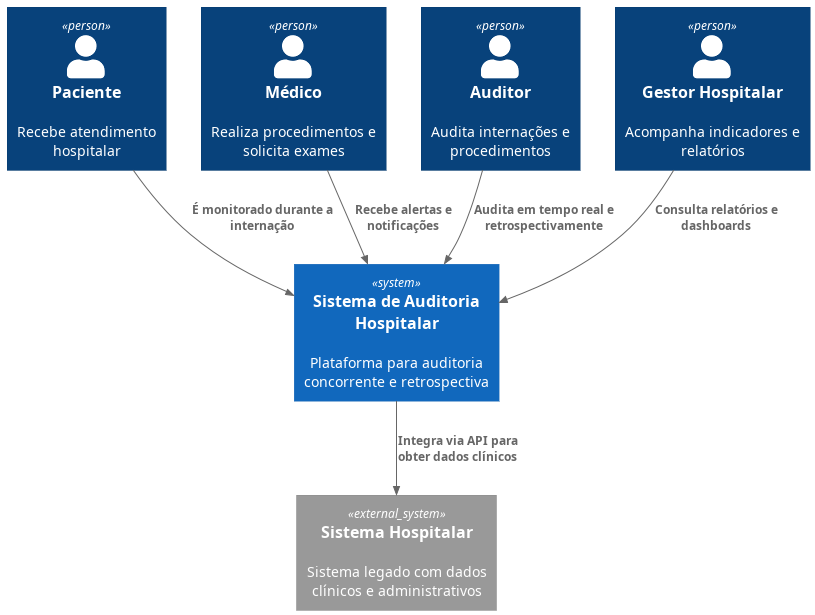 «person»
Paciente
Recebe atendimento
hospitalar
«person»
Médico
Realiza procedimentos e
solicita exames
«person»
Auditor
Audita internações e
procedimentos
«person»
Gestor Hospitalar
Acompanha indicadores e
relatórios
É monitorado durante a
internação
Recebe alertas e
notificações
Audita em tempo real e
retrospectivamente
Consulta relatórios e
dashboards
«system»
Sistema de Auditoria
Hospitalar
Plataforma para auditoria
concorrente e retrospectiva
Integra via API para
obter dados clínicos
«external_system»
Sistema Hospitalar
Sistema legado com dados
clínicos e administrativos